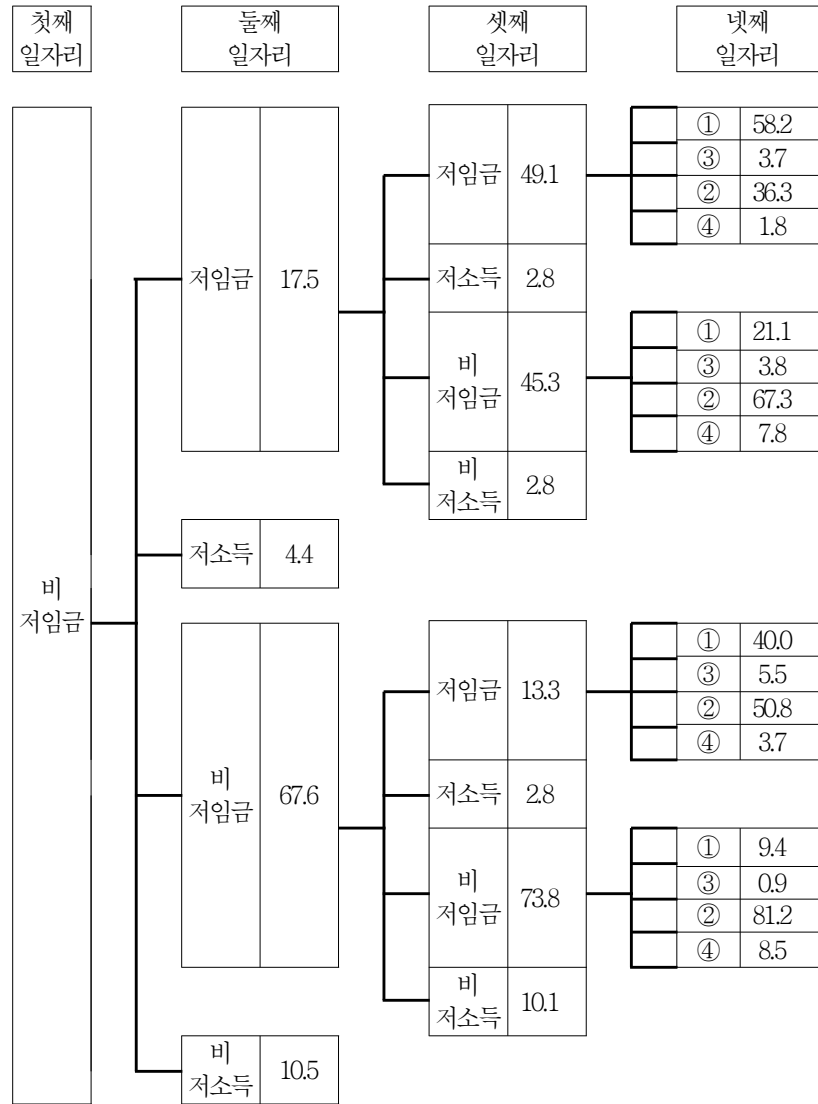 첫째
일자리
둘째
일자리
셋째
일자리
넷째
일자리
비
저임금
저임금 17.5
저소득 4.4
비
저임금 67.6
비
저소득 10.5
저임금 49.1
저소득 2.8
비
저임금 45.3
비
저소득 2.8
저임금 13.3
저소득 2.8
비
저임금 73.8
비
저소득 10.1
① 58.2
③ 3.7
② 36.3
④ 1.8
① 21.1
③ 3.8
② 67.3
④ 7.8
① 40.0
③ 5.5
② 50.8
④ 3.7
① 9.4
③ 0.9
② 81.2
④ 8.5